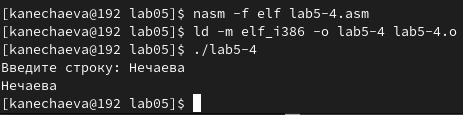 [kanechaeva@192 lab05]$ nasm -f elf lab5-4.asm
[kanechaeva@192 lab05]$ ld -m elf_i386 -o lab5-4 lab5-4.o
[kanechaeva@192 lab05]$ ./lab5-4
Введите строку: Нечаева
Нечаева
[kanechaeva@192 lab05]$